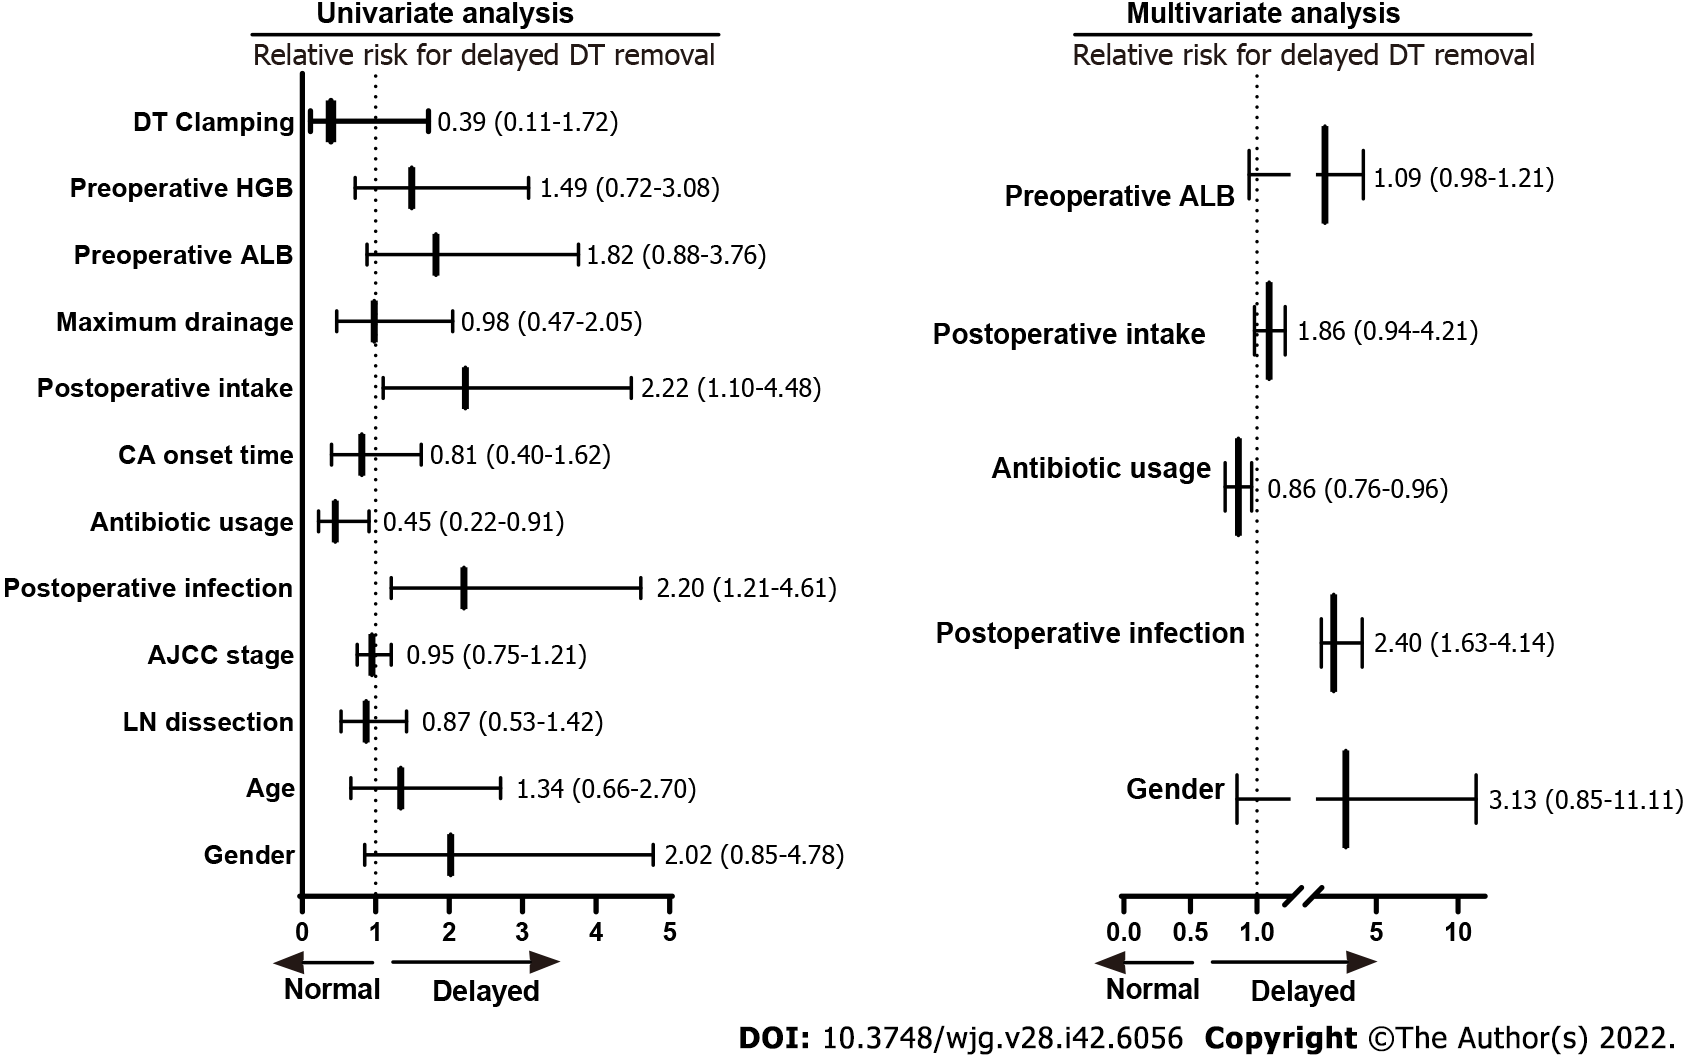 Univariate analysis
Relative risk for delayed DT removal
DT Clamping 0.39 (0.11-1.72)
Preoperative HGB 1.49 (0.72-3.08)
Preoperative ALB 1.82 (0.88-3.76)
Maximum drainage 0.98 (0.47-2.05)
Postoperative intake 2.22 (1.10-4.48)
CA onset time 0.81 (0.40-1.62)
Antibiotic usage 0.45 (0.22-0.91)
Postoperative infection 2.20 (1.21-4.61)
AJCC stage 0.95 (0.75-1.21)
LN dissection 0.87 (0.53-1.42)
Age 1.34 (0.66-2.70)
Gender 2.02 (0.85-4.78)
0 1 2 3 4 5
Normal Delayed
Multivariate analysis
Relative risk for delayed DT removal
Preoperative ALB 1.09 (0.98-1.21)
Postoperative intake 1.86 (0.94-4.21)
Antibiotic usage 0.86 (0.76-0.96)
Postoperative infection 2.40 (1.63-4.14)
Gender 3.13 (0.85-11.11)
0.0 0.5 1.0 5 10
Normal Delayed
DOI: 10.3748/wjg.v28.i42.6056 Copyright ©The Author(s) 2022.